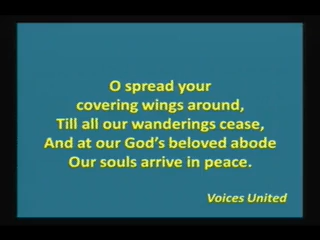 O spread your
covering wings around,
Till all our wanderings cease,
And at our God's beloved abode
Our souls arrive in peace.
Voices United